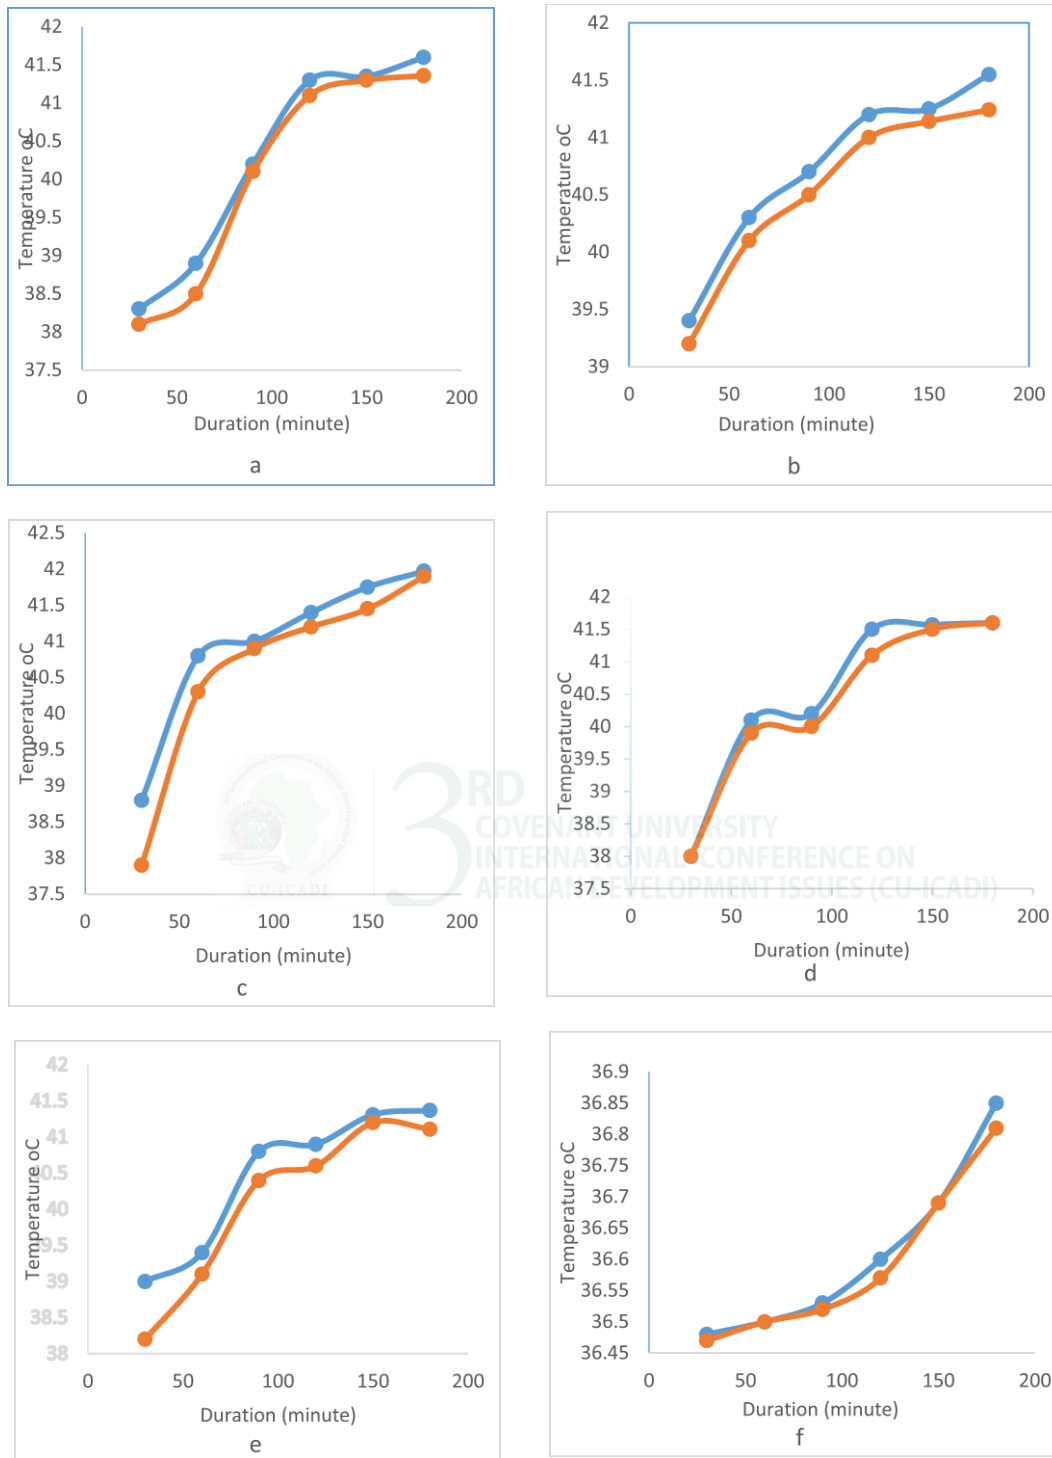 42
41.5
41
40.5
40
39.5
39
38.5
38
37.5
Temperature oC
0 50 100 150 200
Duration (minute)
a
42
41.5
41
40.5
40
39.5
39
Temperature oC
0 50 100 150 200
Duration (minute)
b
42.5
42
41.5
41
40.5
40
39.5
39
38.5
38
37.5
Temperature oC
0 50 100 150 200
Duration (minute)
c
42
41.5
41
40.5
40
39.5
39
38.5
38
37.5
Temperature oC
0 50 100 150 200
Duration (minute)
d
CU-ICADI
3RD
COVENANT UNIVERSITY
INTERNATIONAL CONFERENCE ON
AFRICAN DEVELOPMENT ISSUES (CU-ICADI)
42
41.5
41
40.5
40
39.5
39
38.5
38
Temperature oC
0 50 100 150 200
Duration (minute)
e
36.9
36.85
36.8
36.75
36.7
36.65
36.6
36.55
36.5
36.45
Temperature oC
0 50 100 150 200
Duration (minute)
f